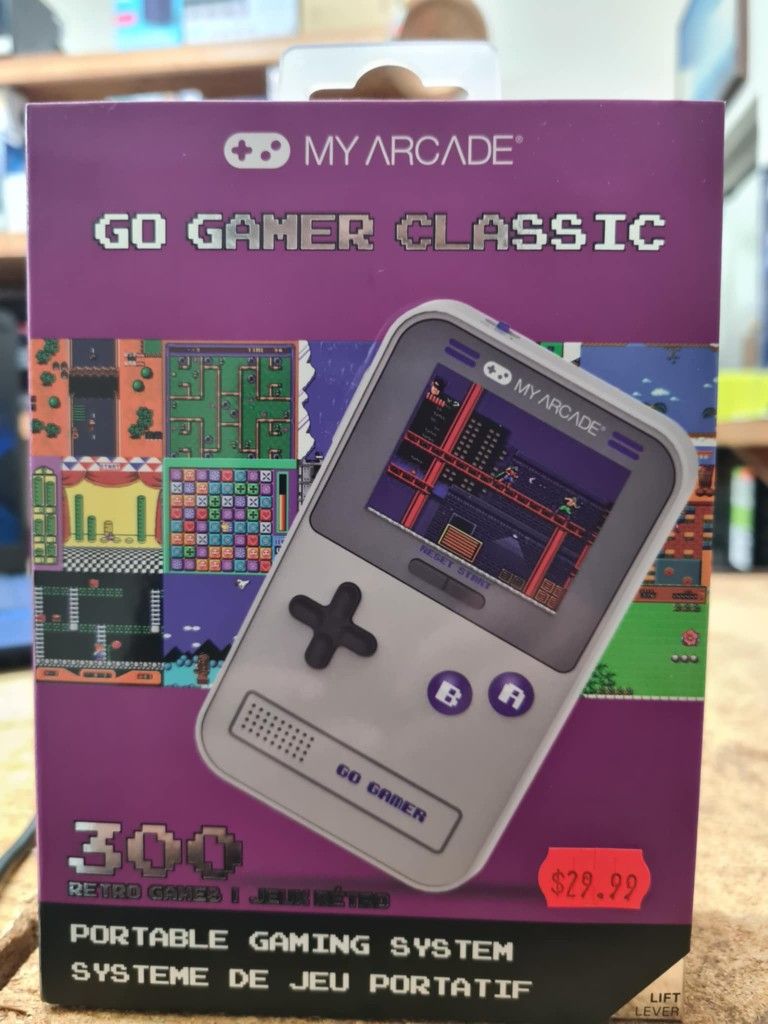 MY ARCADE®
GO GAMER CLASSIC
MY ARCADE®
RESET START
B A
GO GAMER
300
RETRO GAMES | JEUX RÉTRO
$29.99
PORTABLE GAMING SYSTEM
SYSTEME DE JEU PORTATIF
LIFT
LEVER